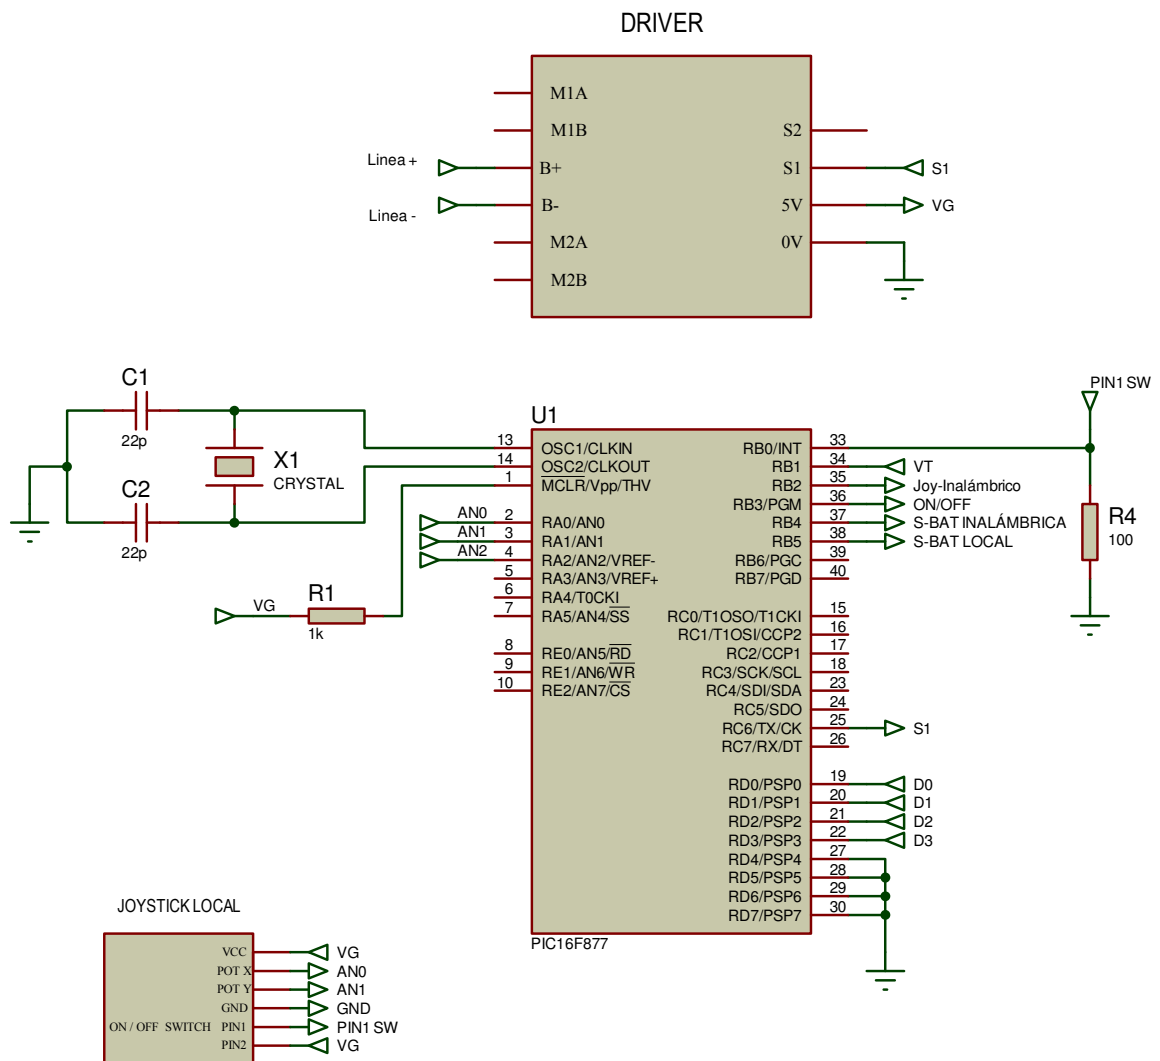 DRIVER
M1A
M1B
S2
Linea +
B+
S1
S1
Linea -
B-
5V
VG
M2A
0V
M2B
C1
22p
X1
CRYSTAL
C2
22p
PIN1 SW
R4
100
U1
13
OSC1/CLKIN
14
OSC2/CLKOUT
1
MCLR/Vpp/THV
AN0
2
RA0/AN0
AN1
3
RA1/AN1
AN2
4
RA2/AN2/VREF-
5
RA3/AN3/VREF+
6
RA4/T0CKI
7
RA5/AN4/SS
8
RE0/AN5/RD
9
RE1/AN6/WR
10
RE2/AN7/CS
VG
R1
1k
RB0/INT
33
RB1
34
VT
RB2
35
Joy-Inalámbrico
RB3/PGM
36
ON/OFF
RB4
37
S-BAT INALÁMBRICA
RB5
38
S-BAT LOCAL
RB6/PGC
39
RB7/PGD
40
RC0/T1OSO/T1CKI
15
RC1/T1OSI/CCP2
16
RC2/CCP1
17
RC3/SCK/SCL
18
RC4/SDI/SDA
23
RC5/SDO
24
RC6/TX/CK
25
S1
RC7/RX/DT
26
RD0/PSP0
19
D0
RD1/PSP1
20
D1
RD2/PSP2
21
D2
RD3/PSP3
22
D3
RD4/PSP4
27
RD5/PSP5
28
RD6/PSP6
29
RD7/PSP7
30
PIC16F877
JOYSTICK LOCAL
VCC
VG
POT X
AN0
POT Y
AN1
GND
GND
ON / OFF SWITCH PIN1
PIN1 SW
PIN2
VG